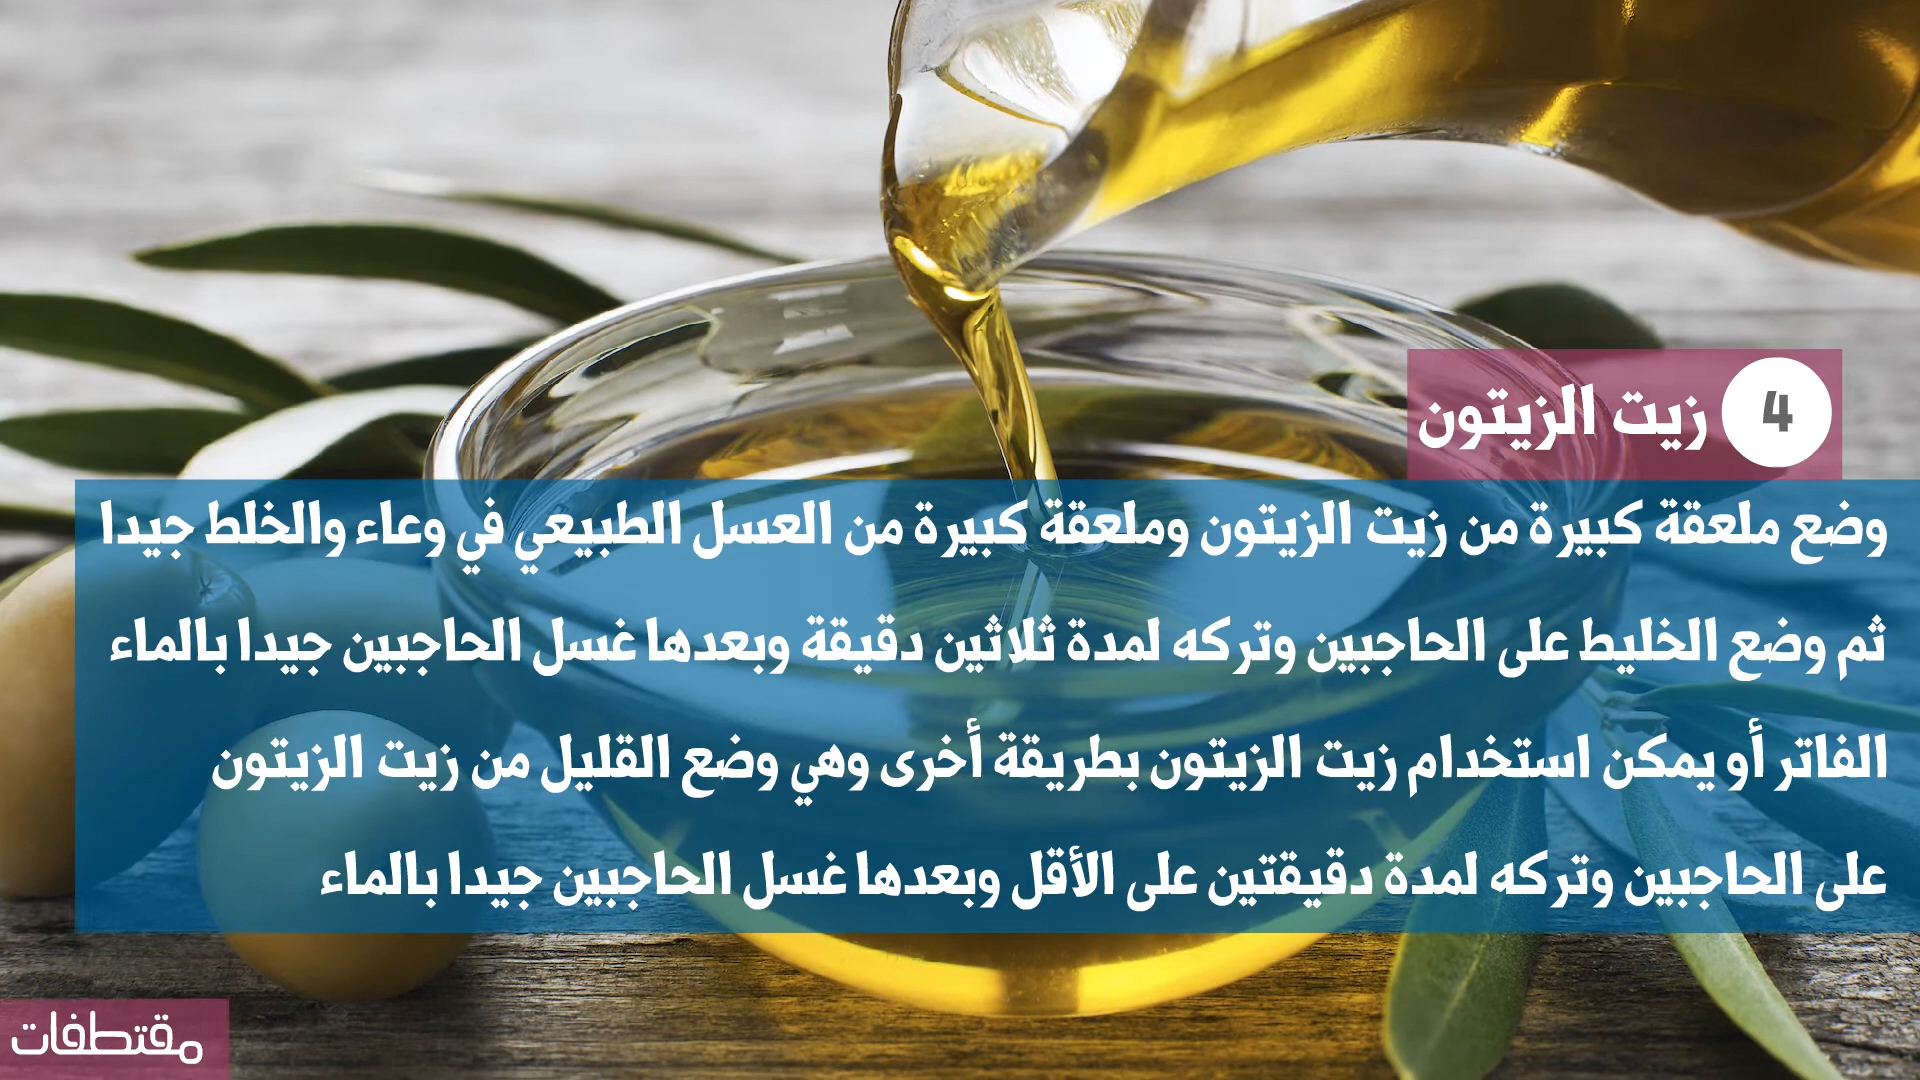 4 زيت الزيتون
وضع ملعقة كبيرة من زيت الزيتون وملعقة كبيرة من العسل الطبيعي في وعاء والخلط جيدا
ثم وضع الخليط على الحاجبين وتركه لمدة ثلاثين دقيقة وبعدها غسل الحاجبين جيدا بالماء
الفاتر أو يمكن استخدام زيت الزيتون بطريقة أخرى وهي وضع القليل من زيت الزيتون
على الحاجبين وتركه لمدة دقيقتين على الأقل وبعدها غسل الحاجبين جيدا بالماء
مقتطفات